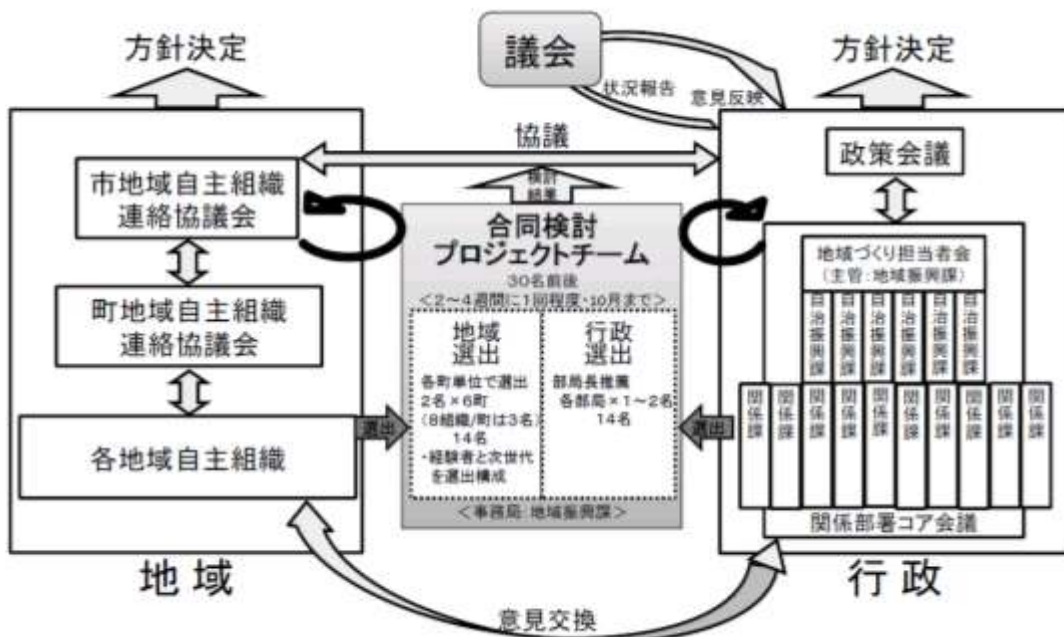 方針決定
議会
状況報告
意見反映
方針決定
協議
検討
結果
市地域自主組織
連絡協議会
町地域自主組織
連絡協議会
各地域自主組織
選出
地域
合同検討
プロジェクトチーム
30名前後
<2～4週間に1回程度・10月まで>
地域
選出
各町単位で選出
2名×6町
(8組織/町は3名)
14名
・経験者と次世代
を選出構成
行政
選出
部局長推薦
各部局×1～2名
14名
<事務局:地域振興課>
選出
政策会議
地域づくり担当者会
(主管:地域振興課)
自治振興課
自治振興課
自治振興課
自治振興課
自治振興課
自治振興課
関係課
関係課
関係課
関係課
関係課
関係課
関係課
関係課
関係課
関係部署コア会議
行政
意見交換